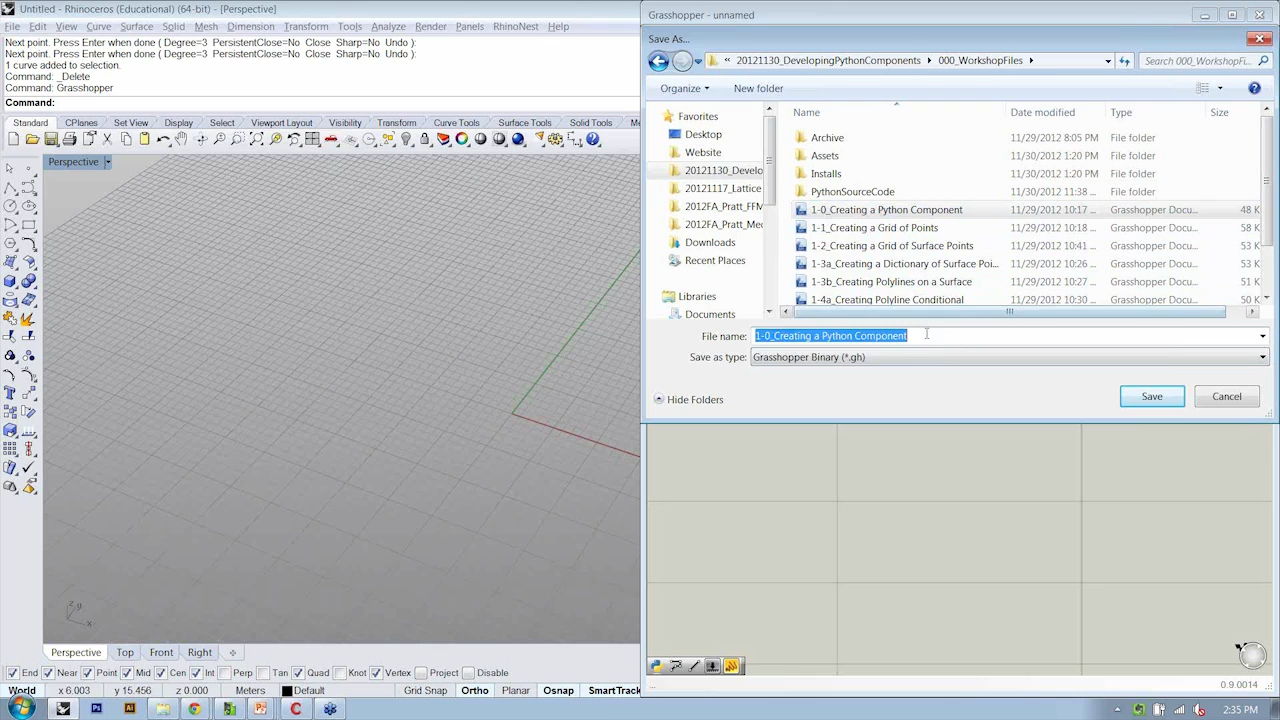 Untitled - Rhinoceros (Educational) (64-bit) - [Perspective]
File Edit View Curve Surface Solid Mesh Dimension Transform Tools Analyze Render Panels RhinoNest Help
Next point. Press Enter when done ( Degree=3 PersistentClose=No Close Sharp=No Undo ):
Next point. Press Enter when done ( Degree=3 PersistentClose=No Close Sharp=No Undo ):
1 curve added to selection.
Command: _Delete
Command: Grasshopper
Command:
Standard CPlanes Set View Display Select Viewport Layout Visibility Transform Curve Tools Surface Tools Solid Tools Me
Perspective
z y
x
Perspective Top Front Right
End Near Point Mid Cen Int Perp Tan Quad Knot Vertex Project Disable
World x 6.003 y 15.456 z 0.000 Meters Default Grid Snap Ortho Planar Osnap SmartTrack
Grasshopper - unnamed
Save As...
« 20121130_DevelopingPythonComponents 000_WorkshopFiles Search 000_WorkshopFi...
Organize New folder
Favorites
Desktop
Website
20121130_Develo
20121117_Lattice
2012FA_Pratt_FFM
2012FA_Pratt_Mec
Downloads
Recent Places
Libraries
Documents
Name Date modified Type Size
Archive 11/29/2012 8:05 PM File folder
Assets 11/30/2012 1:20 PM File folder
Installs 11/30/2012 1:20 PM File folder
PythonSourceCode 11/30/2012 11:38 ... File folder
1-0_Creating a Python Component 11/29/2012 10:17 ... Grasshopper Docu... 48 K
1-1_Creating a Grid of Points 11/29/2012 10:18 ... Grasshopper Docu... 58 K
1-2_Creating a Grid of Surface Points 11/29/2012 10:41 ... Grasshopper Docu... 53 K
1-3a_Creating a Dictionary of Surface Poi... 11/29/2012 10:26 ... Grasshopper Docu... 53 K
1-3b_Creating Polylines on a Surface 11/29/2012 10:27 ... Grasshopper Docu... 51 K
1-4a_Creating Polyline Conditional 11/29/2012 10:30 ... Grasshopper Docu... 50 K
File name: 1-0_Creating a Python Component
Save as type: Grasshopper Binary (*.gh)
Hide Folders Save Cancel
... 0.9.0014
2:35 PM